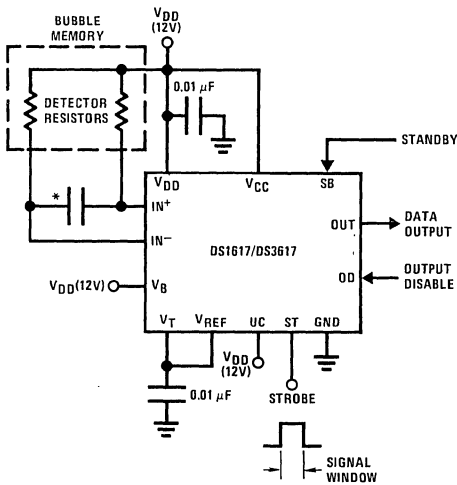 BUBBLE
MEMORY
VDD
(12V)
0.01 μF
DETECTOR
RESISTORS
STANDBY
*
VDD
VCC
SB
IN+
IN−
OUT
DATA
OUTPUT
DS1617/DS3617
VDD(12V)
VB
OD
OUTPUT
DISABLE
VT
VREF
UC
ST
GND
VDD
(12V)
0.01 μF
STROBE
SIGNAL
WINDOW